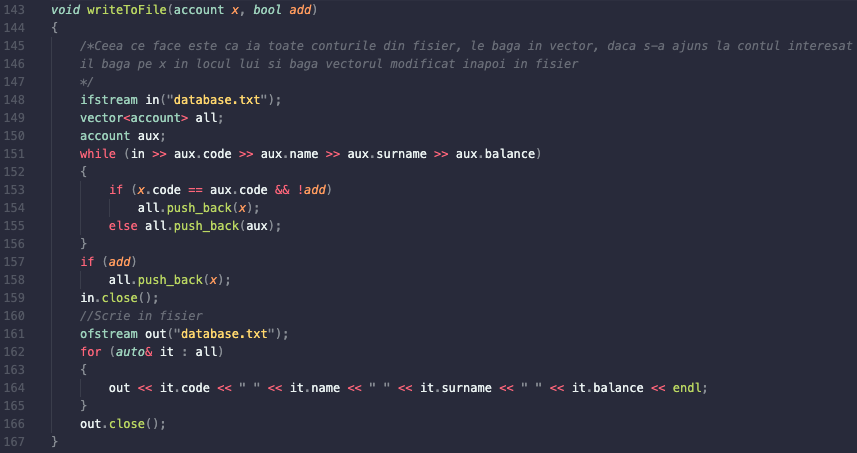 143 void writeToFile(account x, bool add)
144 {
145 /*Ceea ce face este ca ia toate conturile din fisier, le baga in vector, daca s-a ajuns la contul interesat
146 il baga pe x in locul lui si baga vectorul modificat inapoi in fisier
147 */
148 ifstream in("database.txt");
149 vector<account> all;
150 account aux;
151 while (in >> aux.code >> aux.name >> aux.surname >> aux.balance)
152 {
153 if (x.code == aux.code && !add)
154 all.push_back(x);
155 else all.push_back(aux);
156 }
157 if (add)
158 all.push_back(x);
159 in.close();
160 //Scrie in fisier
161 ofstream out("database.txt");
162 for (auto& it : all)
163 {
164 out << it.code << " " << it.name << " " << it.surname << " " << it.balance << endl;
165 }
166 out.close();
167 }